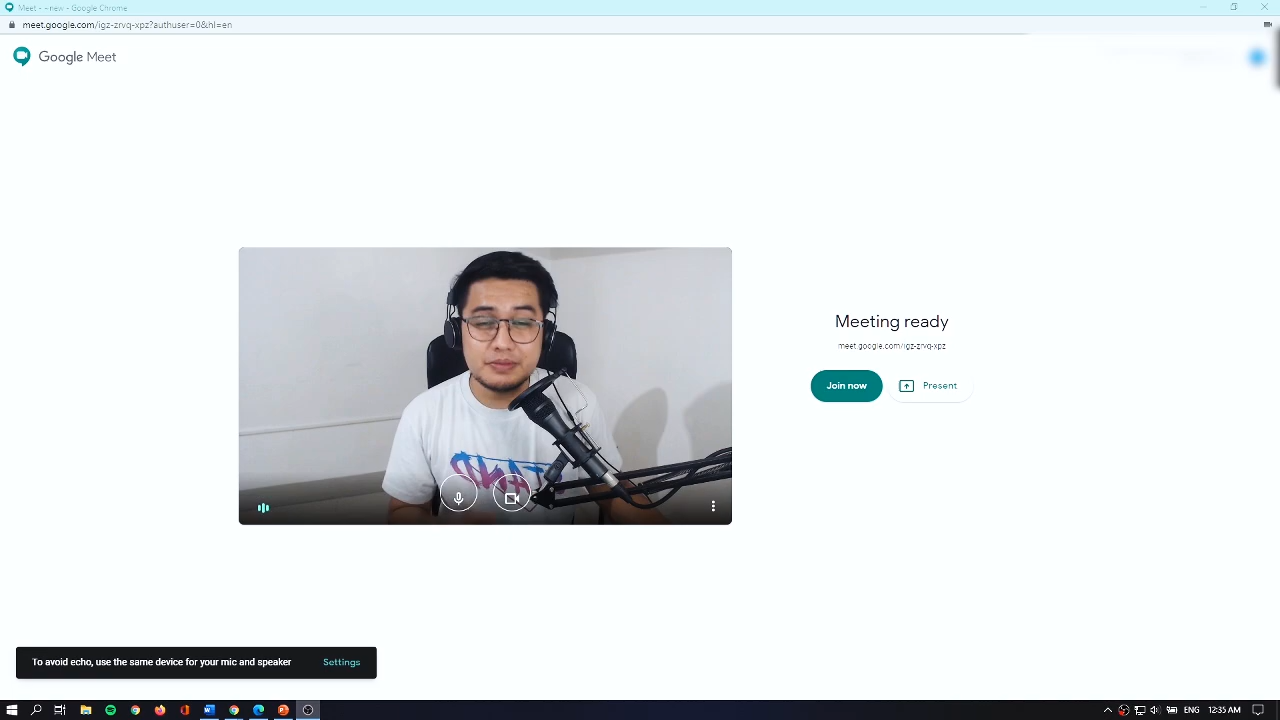 Meet - ~new - Google Chrome
meet.google.com/igz-zrvq-xpz?authuser=0&hl=en
Google Meet
Meeting ready
meet.google.com/igz-zrvq-xpz
Join now
Present
To avoid echo, use the same device for your mic and speaker
Settings
ENG
12:35 AM